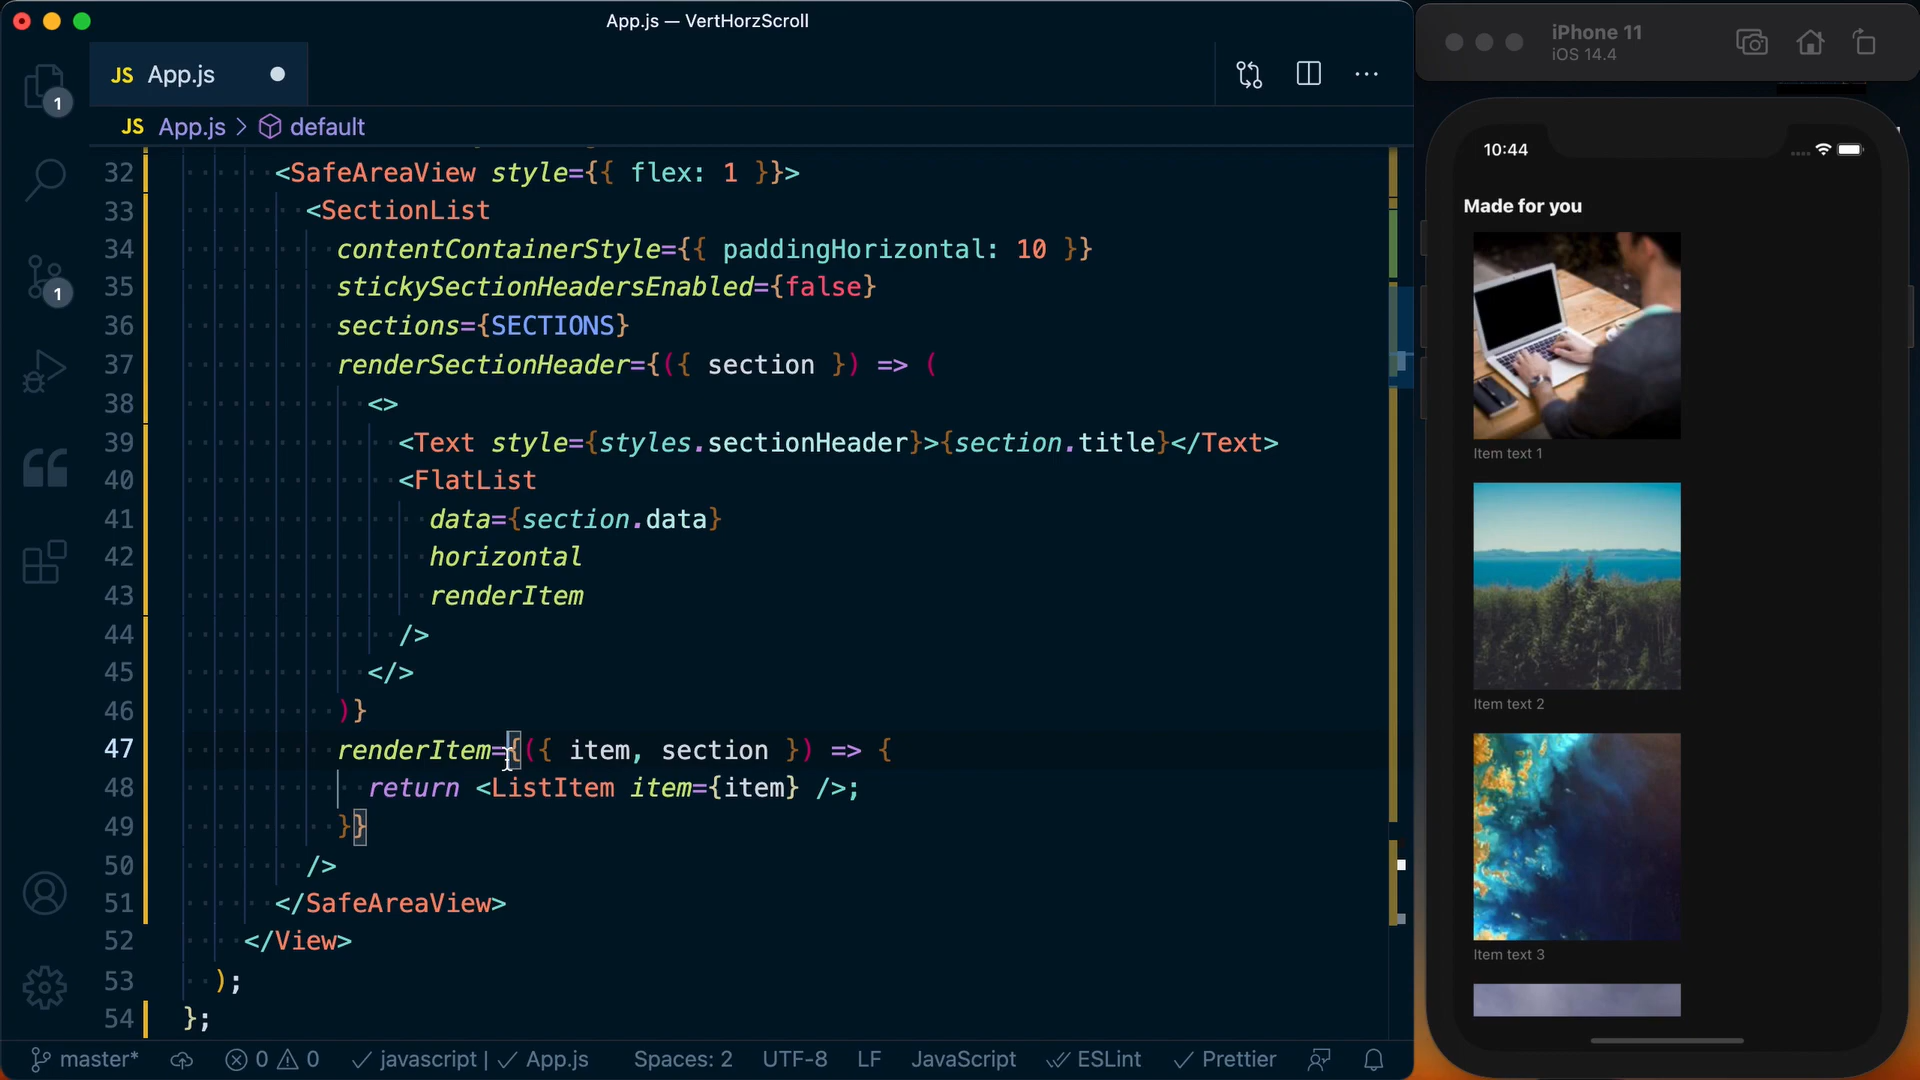 App.js — VertHorzScroll
JS App.js
JS App.js > default
32 <SafeAreaView style={{ flex: 1 }}>
33 <SectionList
34 contentContainerStyle={{ paddingHorizontal: 10 }}
35 stickySectionHeadersEnabled={false}
36 sections={SECTIONS}
37 renderSectionHeader={({ section }) => (
38 <>
39 <Text style={styles.sectionHeader}>{section.title}</Text>
40 <FlatList
41 data={section.data}
42 horizontal
43 renderItem
44 />
45 </>
46 )}
47 renderItem={({ item, section }) => {
48 return <ListItem item={item} />;
49 }}
50 />
51 </SafeAreaView>
52 </View>
53 );
54 };
1
1
master* 0 0 javascript | App.js Spaces: 2 UTF-8 LF JavaScript ESLint Prettier
iPhone 11
iOS 14.4
10:44
Made for you
Item text 1
Item text 2
Item text 3